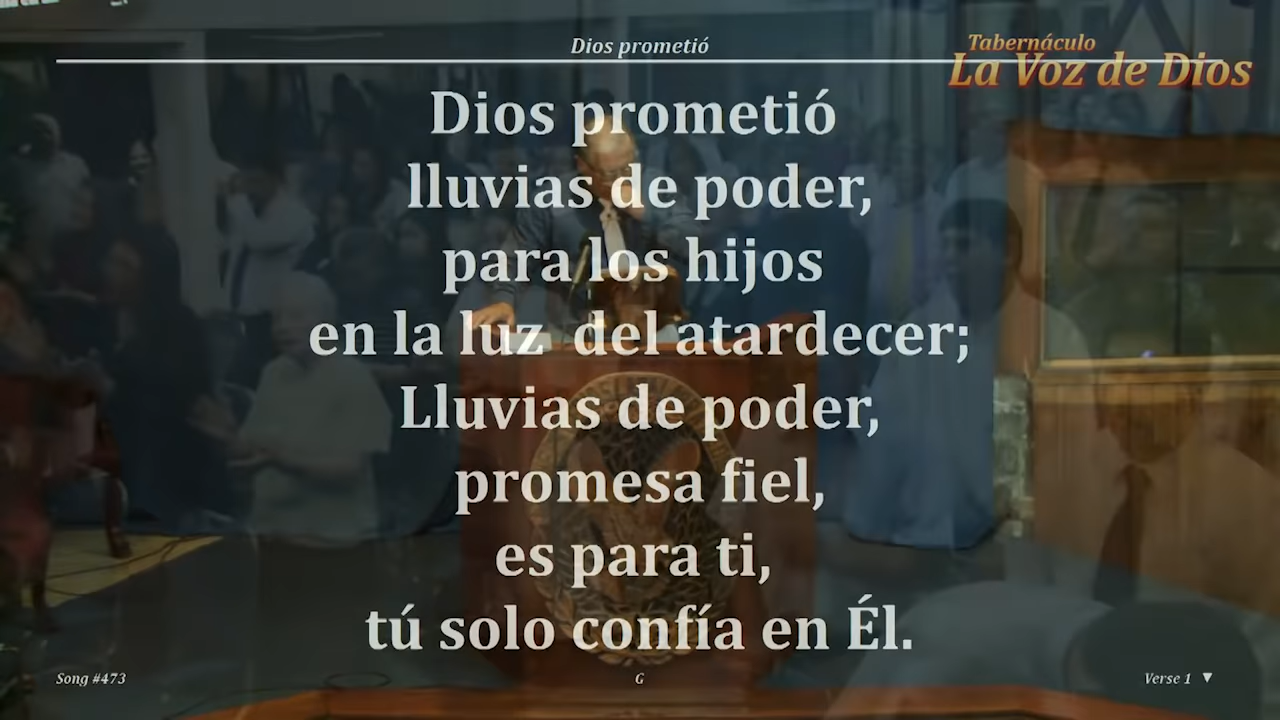 Dios prometió
Tabernáculo
La Voz de Dios
Dios prometió
lluvias de poder,
para los hijos
en la luz  del atardecer;
Lluvias de poder,
promesa fiel,
es para ti,
tú solo confía en Él.
Song #473
G
Verse 1 ▼